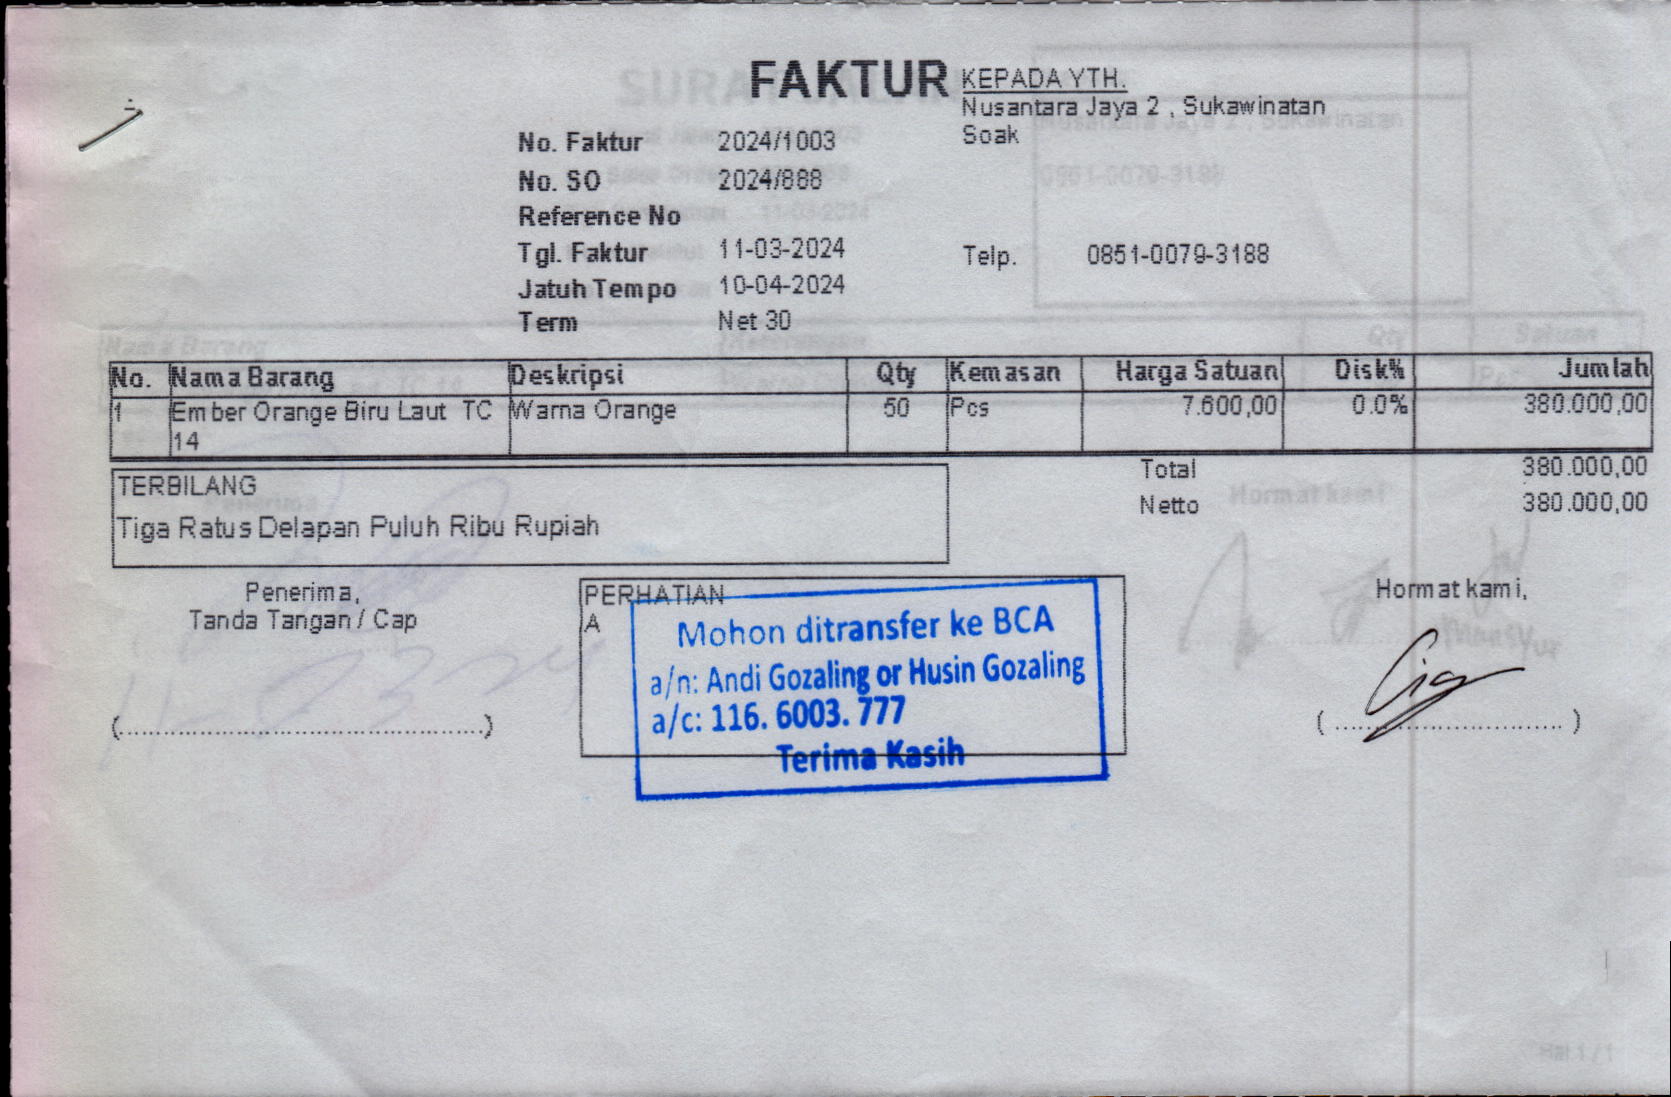 FAKTUR
KEPADA YTH.
Nusantara Jaya 2 , Sukawinatan
Soak
No. Faktur 2024/1003
No. SO 2024/888
Reference No
Tgl. Faktur 11-03-2024
Telp. 0851-0079-3188
Jatuh Tempo 10-04-2024
Term Net 30
No. Nama Barang Deskripsi Qty Kemasan Harga Satuan Disk% Jumlah
1 Ember Orange Biru Laut TC Warna Orange 50 Pcs 7.600,00 0.0% 380.000,00
14
Total 380.000,00
TERBILANG
Netto 380.000,00
Tiga Ratus Delapan Puluh Ribu Rupiah
Penerima,
Tanda Tangan / Cap
(.......................................................)
PERHATIAN
A
Mohon ditransfer ke BCA
a/n: Andi Gozaling or Husin Gozaling
a/c: 116. 6003. 777
Terima Kasih
Hormat kami,
( .................................. )